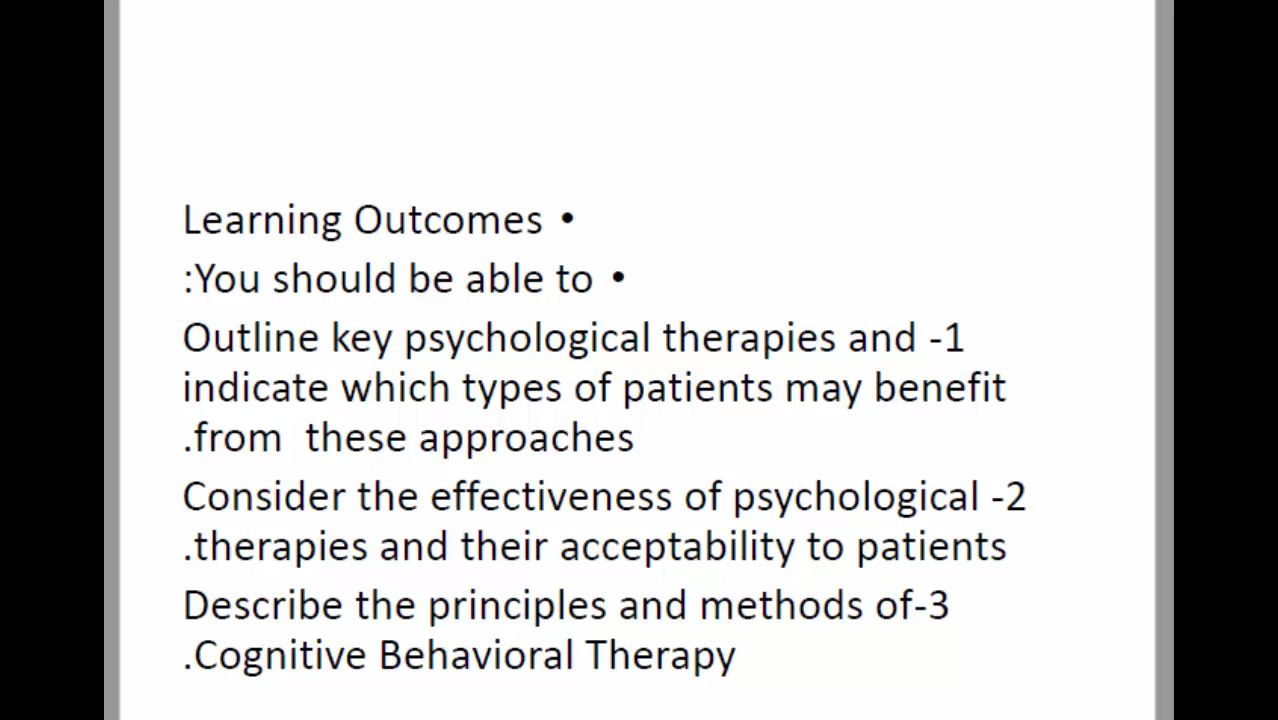 Learning Outcomes •
:You should be able to •
Outline key psychological therapies and -1
indicate which types of patients may benefit
.from  these approaches
Consider the effectiveness of psychological -2
.therapies and their acceptability to patients
Describe the principles and methods of-3
.Cognitive Behavioral Therapy